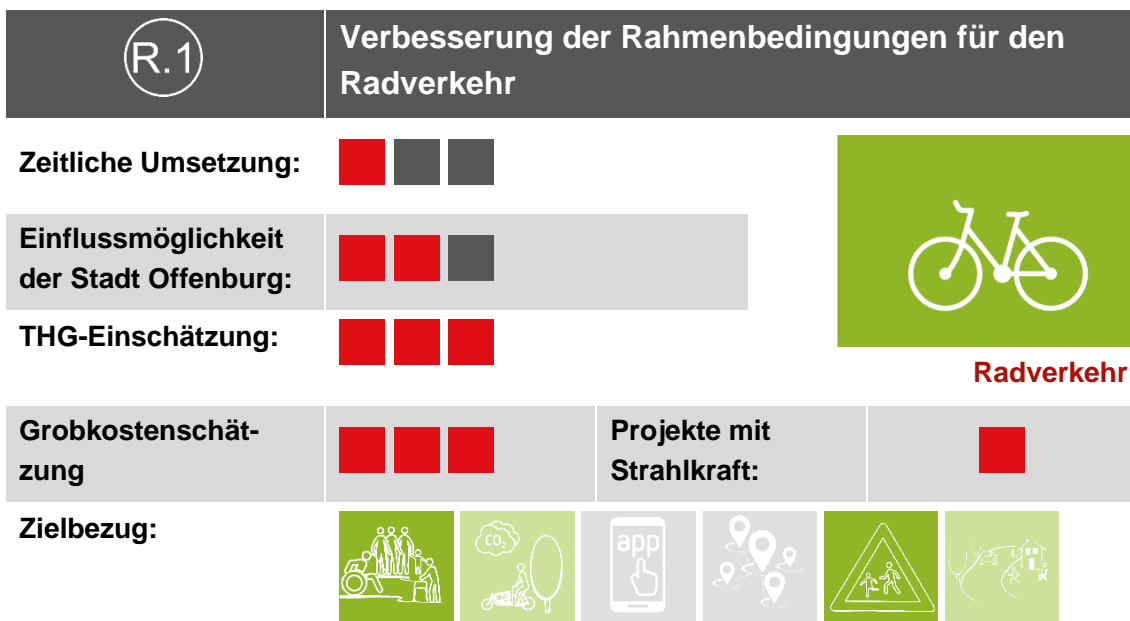 R.1
Verbesserung der Rahmenbedingungen für den
Radverkehr
Zeitliche Umsetzung:
Einflussmöglichkeit
der Stadt Offenburg:
THG-Einschätzung:
Radverkehr
Grobkostenschät-
zung
Projekte mit
Strahlkraft:
Zielbezug:
CO₂
app